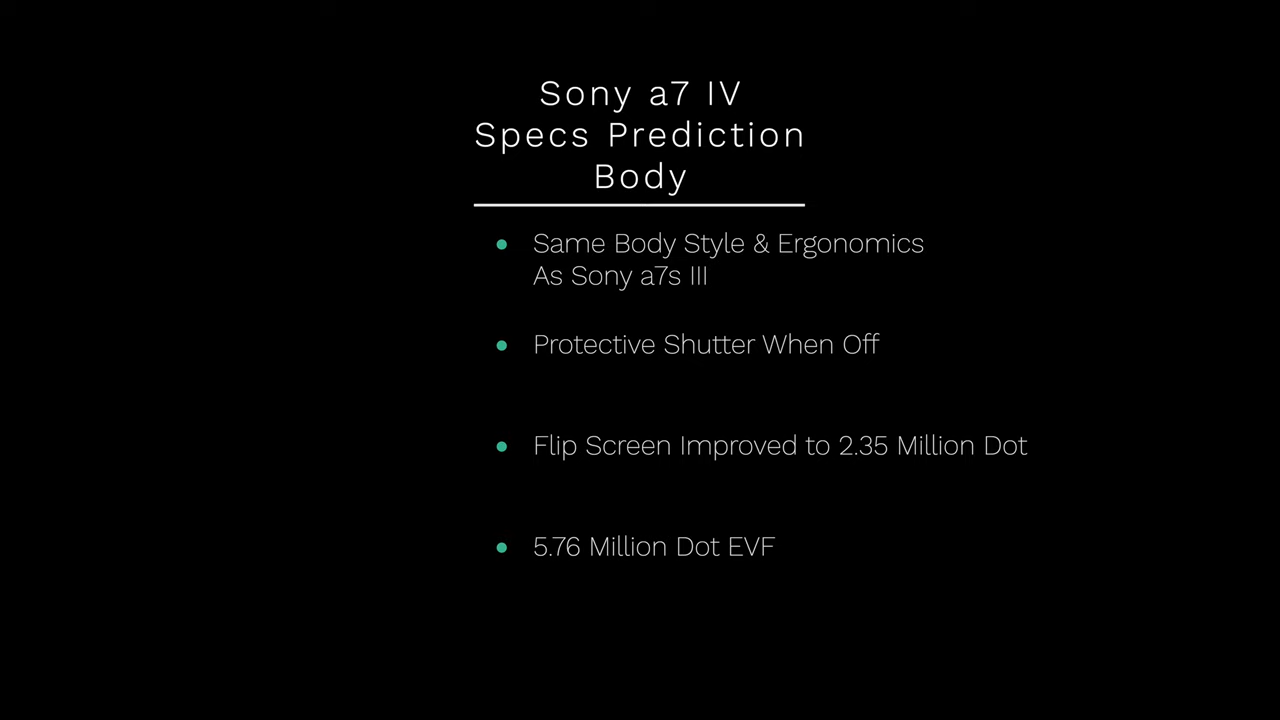 Sony a7 IV
Specs Prediction
Body
Same Body Style & Ergonomics
As Sony a7s III
Protective Shutter When Off
Flip Screen Improved to 2.35 Million Dot
5.76 Million Dot EVF